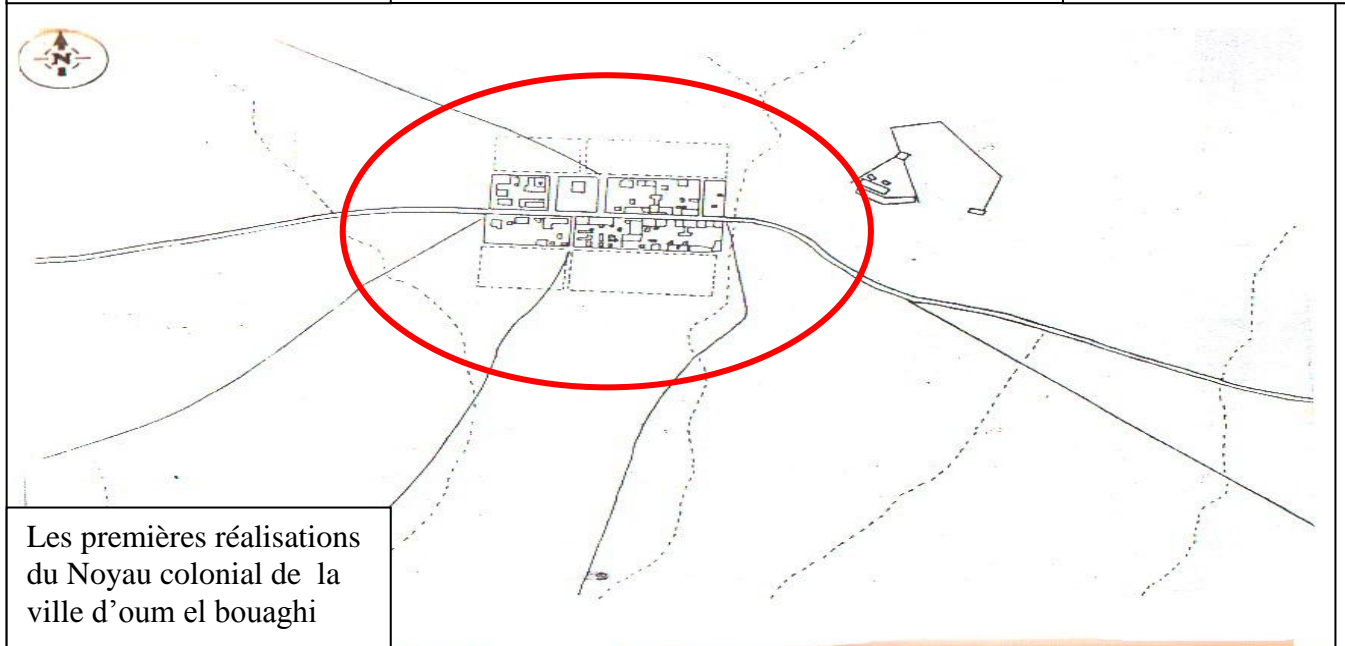 N
Les premières réalisations
du Noyau colonial de la
ville d'oum el bouaghi